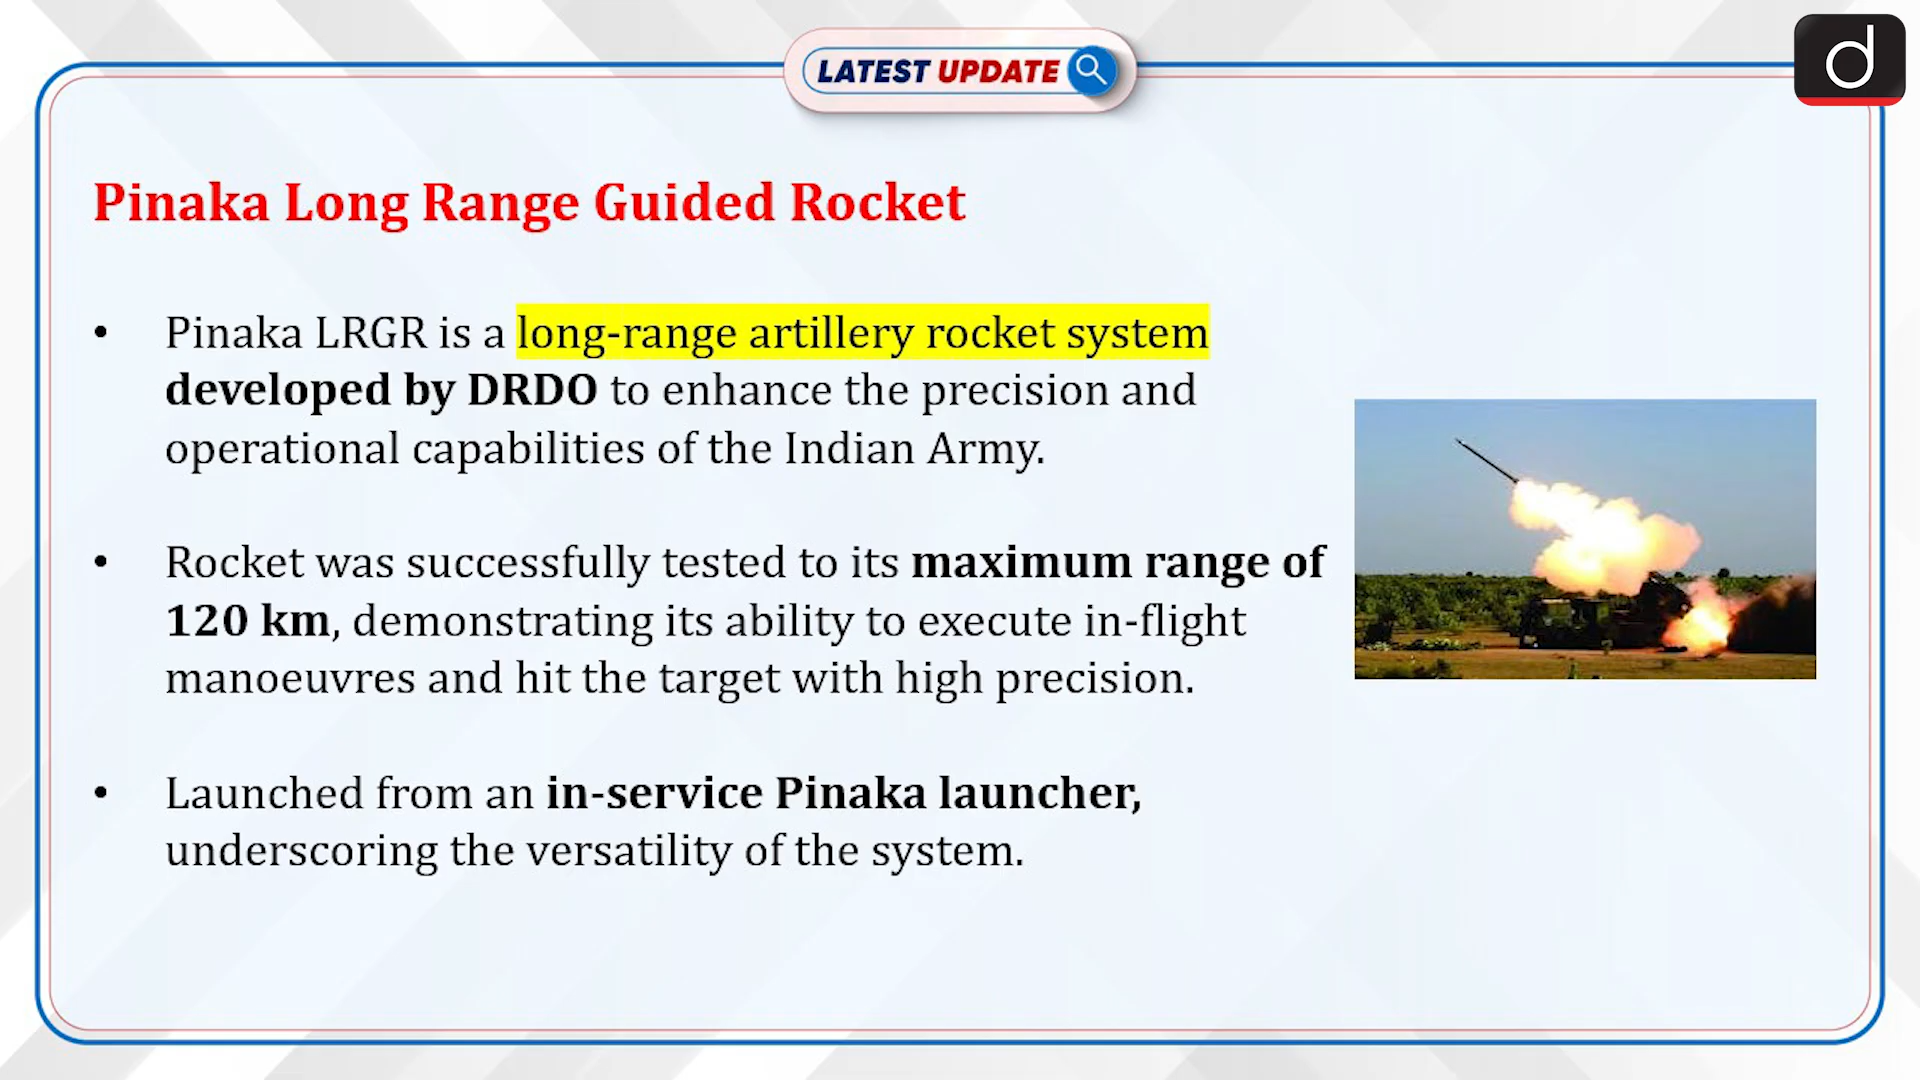 LATEST UPDATE
d
Pinaka Long Range Guided Rocket
• Pinaka LRGR is a long-range artillery rocket system
developed by DRDO to enhance the precision and
operational capabilities of the Indian Army.
• Rocket was successfully tested to its maximum range of
120 km, demonstrating its ability to execute in-flight
manoeuvres and hit the target with high precision.
• Launched from an in-service Pinaka launcher,
underscoring the versatility of the system.